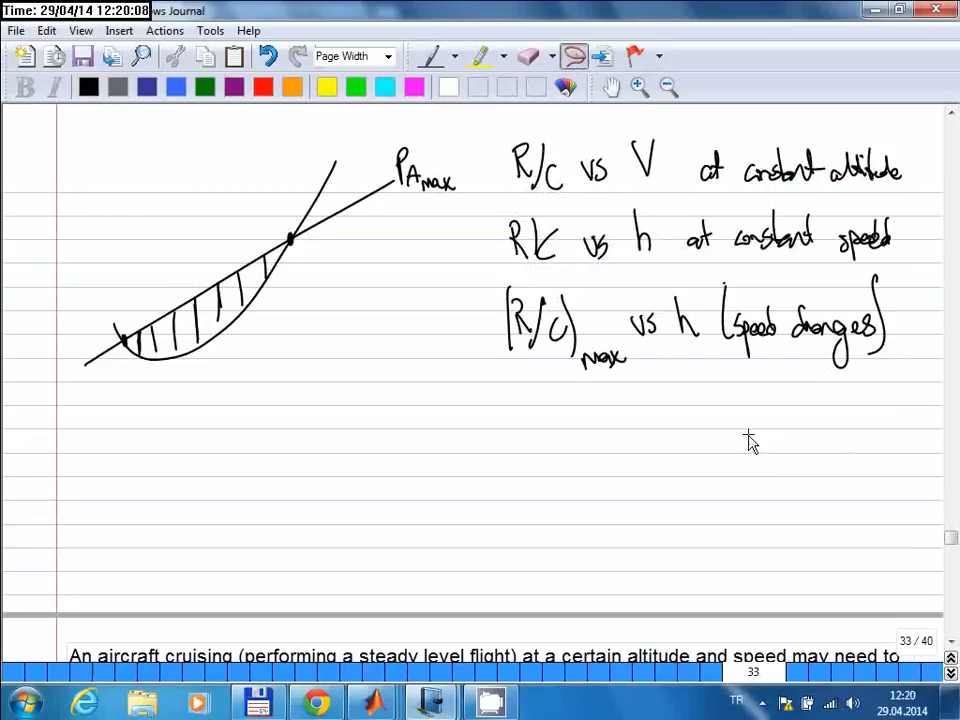 Time: 29/04/14 12:20:08
ws Journal
File Edit View Insert Actions Tools Help
Page Width
B I
P_Amax
R/C vs V at constant altitude
R/C vs h at constant speed
(R/C)max vs h (speed changes)
33 / 40
An aircraft cruising (performing a steady level flight) at a certain altitude and speed may need to
33
TR
12:20
29.04.2014